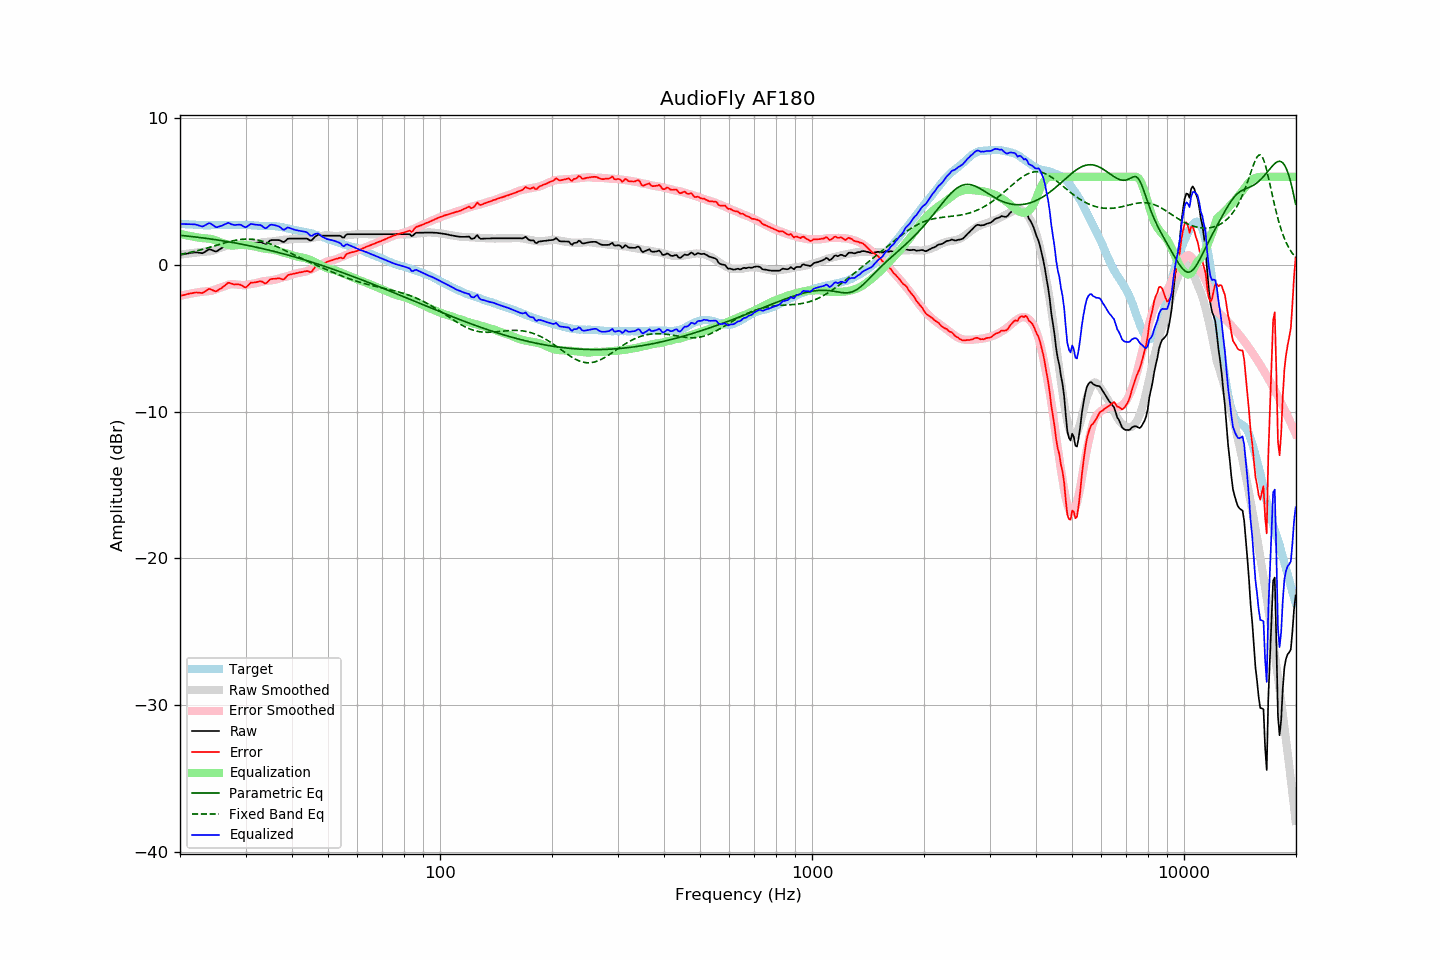 AudioFly AF180
10
0
−10
−20
−30
−40
Amplitude (dBr)
Target
Raw Smoothed
Error Smoothed
Raw
Error
Equalization
Parametric Eq
Fixed Band Eq
Equalized
100
1000
10000
Frequency (Hz)